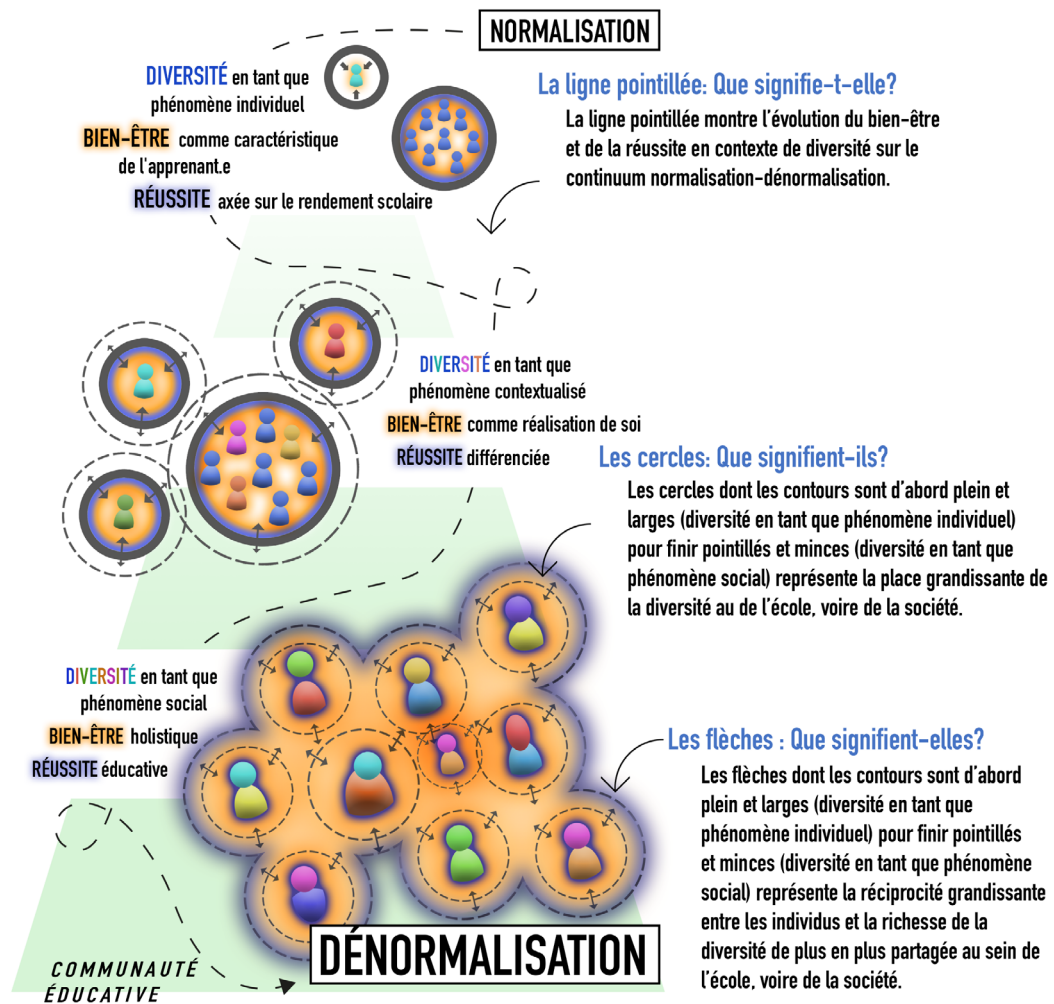 NORMALISATION
DIVERSITÉ en tant que
phénomène individuel
BIEN-ÊTRE comme caractéristique
de l'apprenant.e
RÉUSSITE axée sur le rendement scolaire
La ligne pointillée: Que signifie-t-elle?
La ligne pointillée montre l'évolution du bien-être
et de la réussite en contexte de diversité sur le
continuum normalisation-dénormalisation.
DIVERSITÉ en tant que
phénomène contextualisé
BIEN-ÊTRE comme réalisation de soi
RÉUSSITE différenciée
Les cercles: Que signifient-ils?
Les cercles dont les contours sont d'abord plein et
larges (diversité en tant que phénomène individuel)
pour finir pointillés et minces (diversité en tant que
phénomène social) représente la place grandissante de
la diversité au de l'école, voire de la société.
DIVERSITÉ en tant que
phénomène social
BIEN-ÊTRE holistique
RÉUSSITE éducative
Les flèches : Que signifient-elles?
Les flèches dont les contours sont d'abord
plein et larges (diversité en tant que
phénomène individuel) pour finir pointillés
et minces (diversité en tant que phénomène
social) représente la réciprocité grandissante
entre les individus et la richesse de la
diversité de plus en plus partagée au sein de
l'école, voire de la société.
DÉNORMALISATION
COMMUNAUTÉ
ÉDUCATIVE